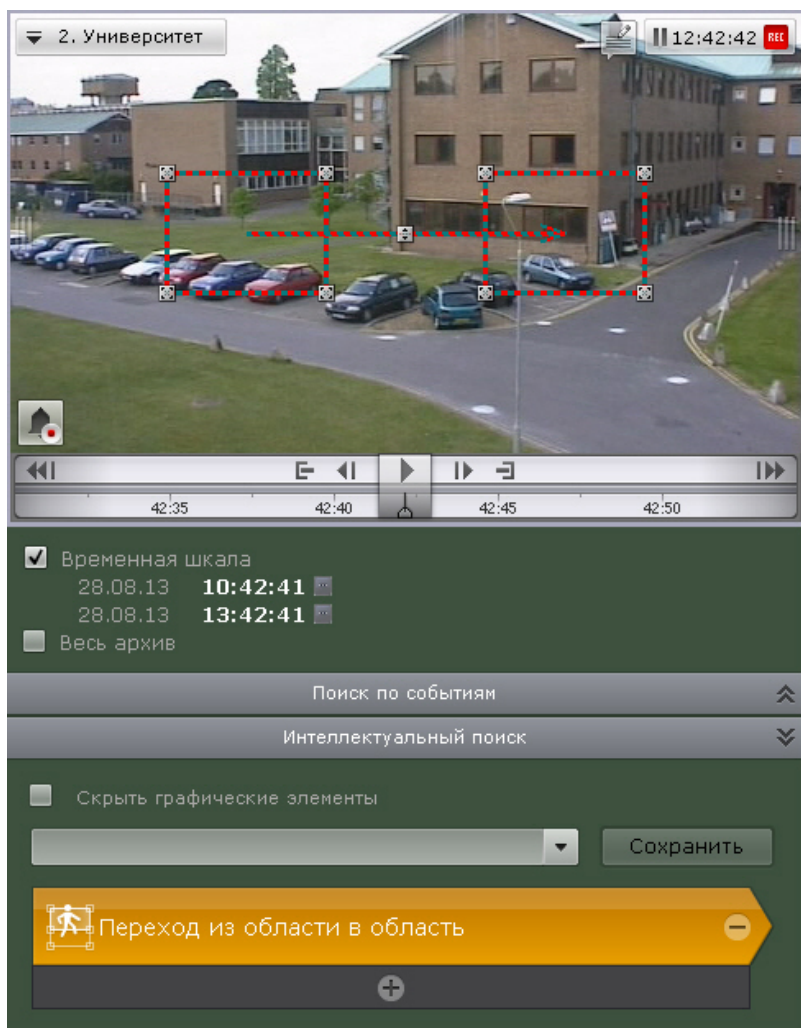 2. Университет
12:42:42 REC
42:35 42:40 42:45 42:50
Временная шкала
28.08.13 10:42:41
28.08.13 13:42:41
Весь архив
Поиск по событиям
Интеллектуальный поиск
Скрыть графические элементы
Сохранить
Переход из области в область